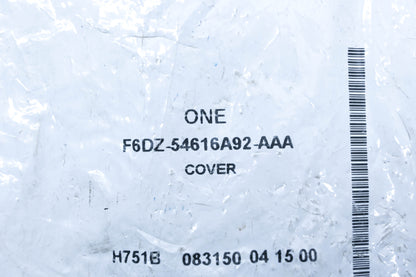 ONE
F6DZ-54616A92-AAA
COVER
H751B 083150 04 15 00